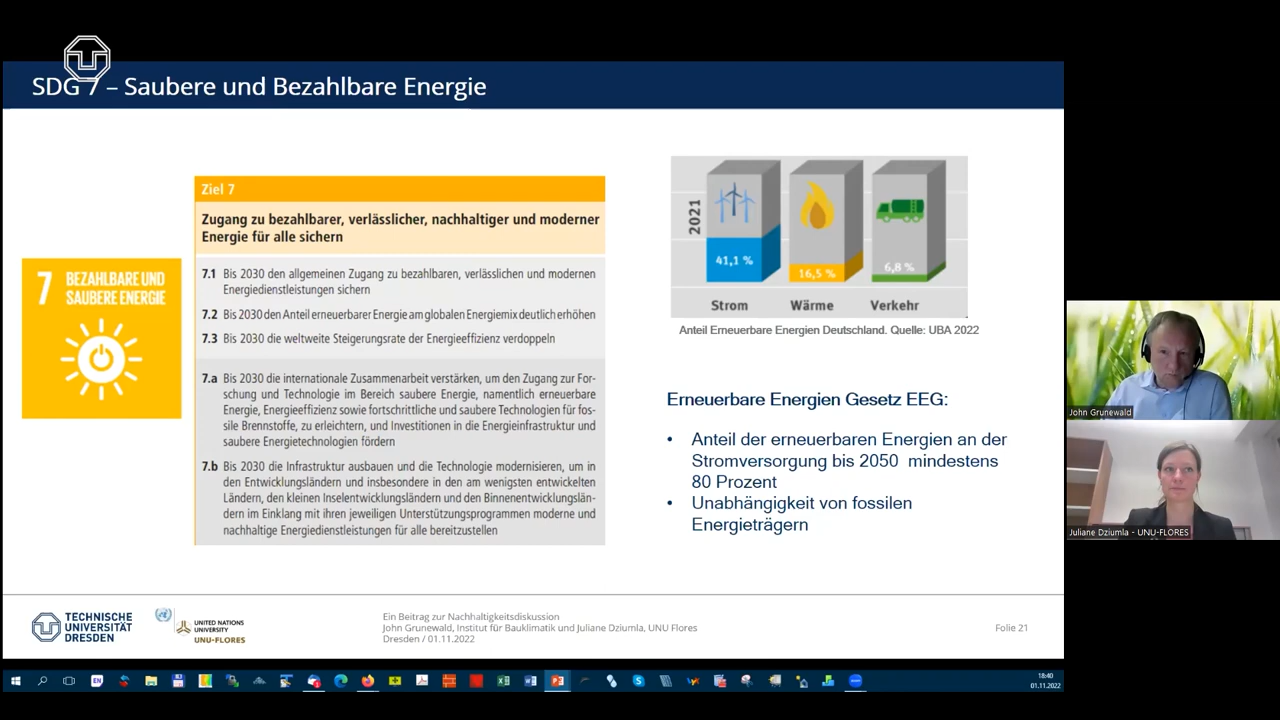 SDG 7 – Saubere und Bezahlbare Energie
7 BEZAHLBARE UND
SAUBERE ENERGIE
Ziel 7
Zugang zu bezahlbarer, verlässlicher, nachhaltiger und moderner
Energie für alle sichern
7.1 Bis 2030 den allgemeinen Zugang zu bezahlbaren, verlässlichen und modernen
Energiedienstleistungen sichern
7.2 Bis 2030 den Anteil erneuerbarer Energie am globalen Energiemix deutlich erhöhen
7.3 Bis 2030 die weltweite Steigerungsrate der Energieeffizienz verdoppeln
7.a Bis 2030 die internationale Zusammenarbeit verstärken, um den Zugang zur For-
schung und Technologie im Bereich saubere Energie, namentlich erneuerbare
Energie, Energieeffizienz sowie fortschrittliche und saubere Technologien für fos-
sile Brennstoffe, zu erleichtern, und Investitionen in die Energieinfrastruktur und
saubere Energietechnologien fördern
7.b Bis 2030 die Infrastruktur ausbauen und die Technologie modernisieren, um in
den Entwicklungsländern und insbesondere in den am wenigsten entwickelten
Ländern, den kleinen Inselentwicklungsländern und den Binnenentwicklungslän-
dern im Einklang mit ihren jeweiligen Unterstützungsprogrammen moderne und
nachhaltige Energiedienstleistungen für alle bereitzustellen
2021
41,1 %
16,5 %
6,8 %
Strom Wärme Verkehr
Anteil Erneuerbare Energien Deutschland. Quelle: UBA 2022
Erneuerbare Energien Gesetz EEG:
• Anteil der erneuerbaren Energien an der
Stromversorgung bis 2050 mindestens
80 Prozent
• Unabhängigkeit von fossilen
Energieträgern
John Grunewald
Juliane Dziumla - UNU-FLORES
TECHNISCHE
UNIVERSITÄT
DRESDEN
UNITED NATIONS
UNIVERSITY
UNU-FLORES
Ein Beitrag zur Nachhaltigkeitsdiskussion
John Grunewald, Institut für Bauklimatik und Juliane Dziumla, UNU Flores
Dresden / 01.11.2022
Folie 21
18:40
01.11.2022